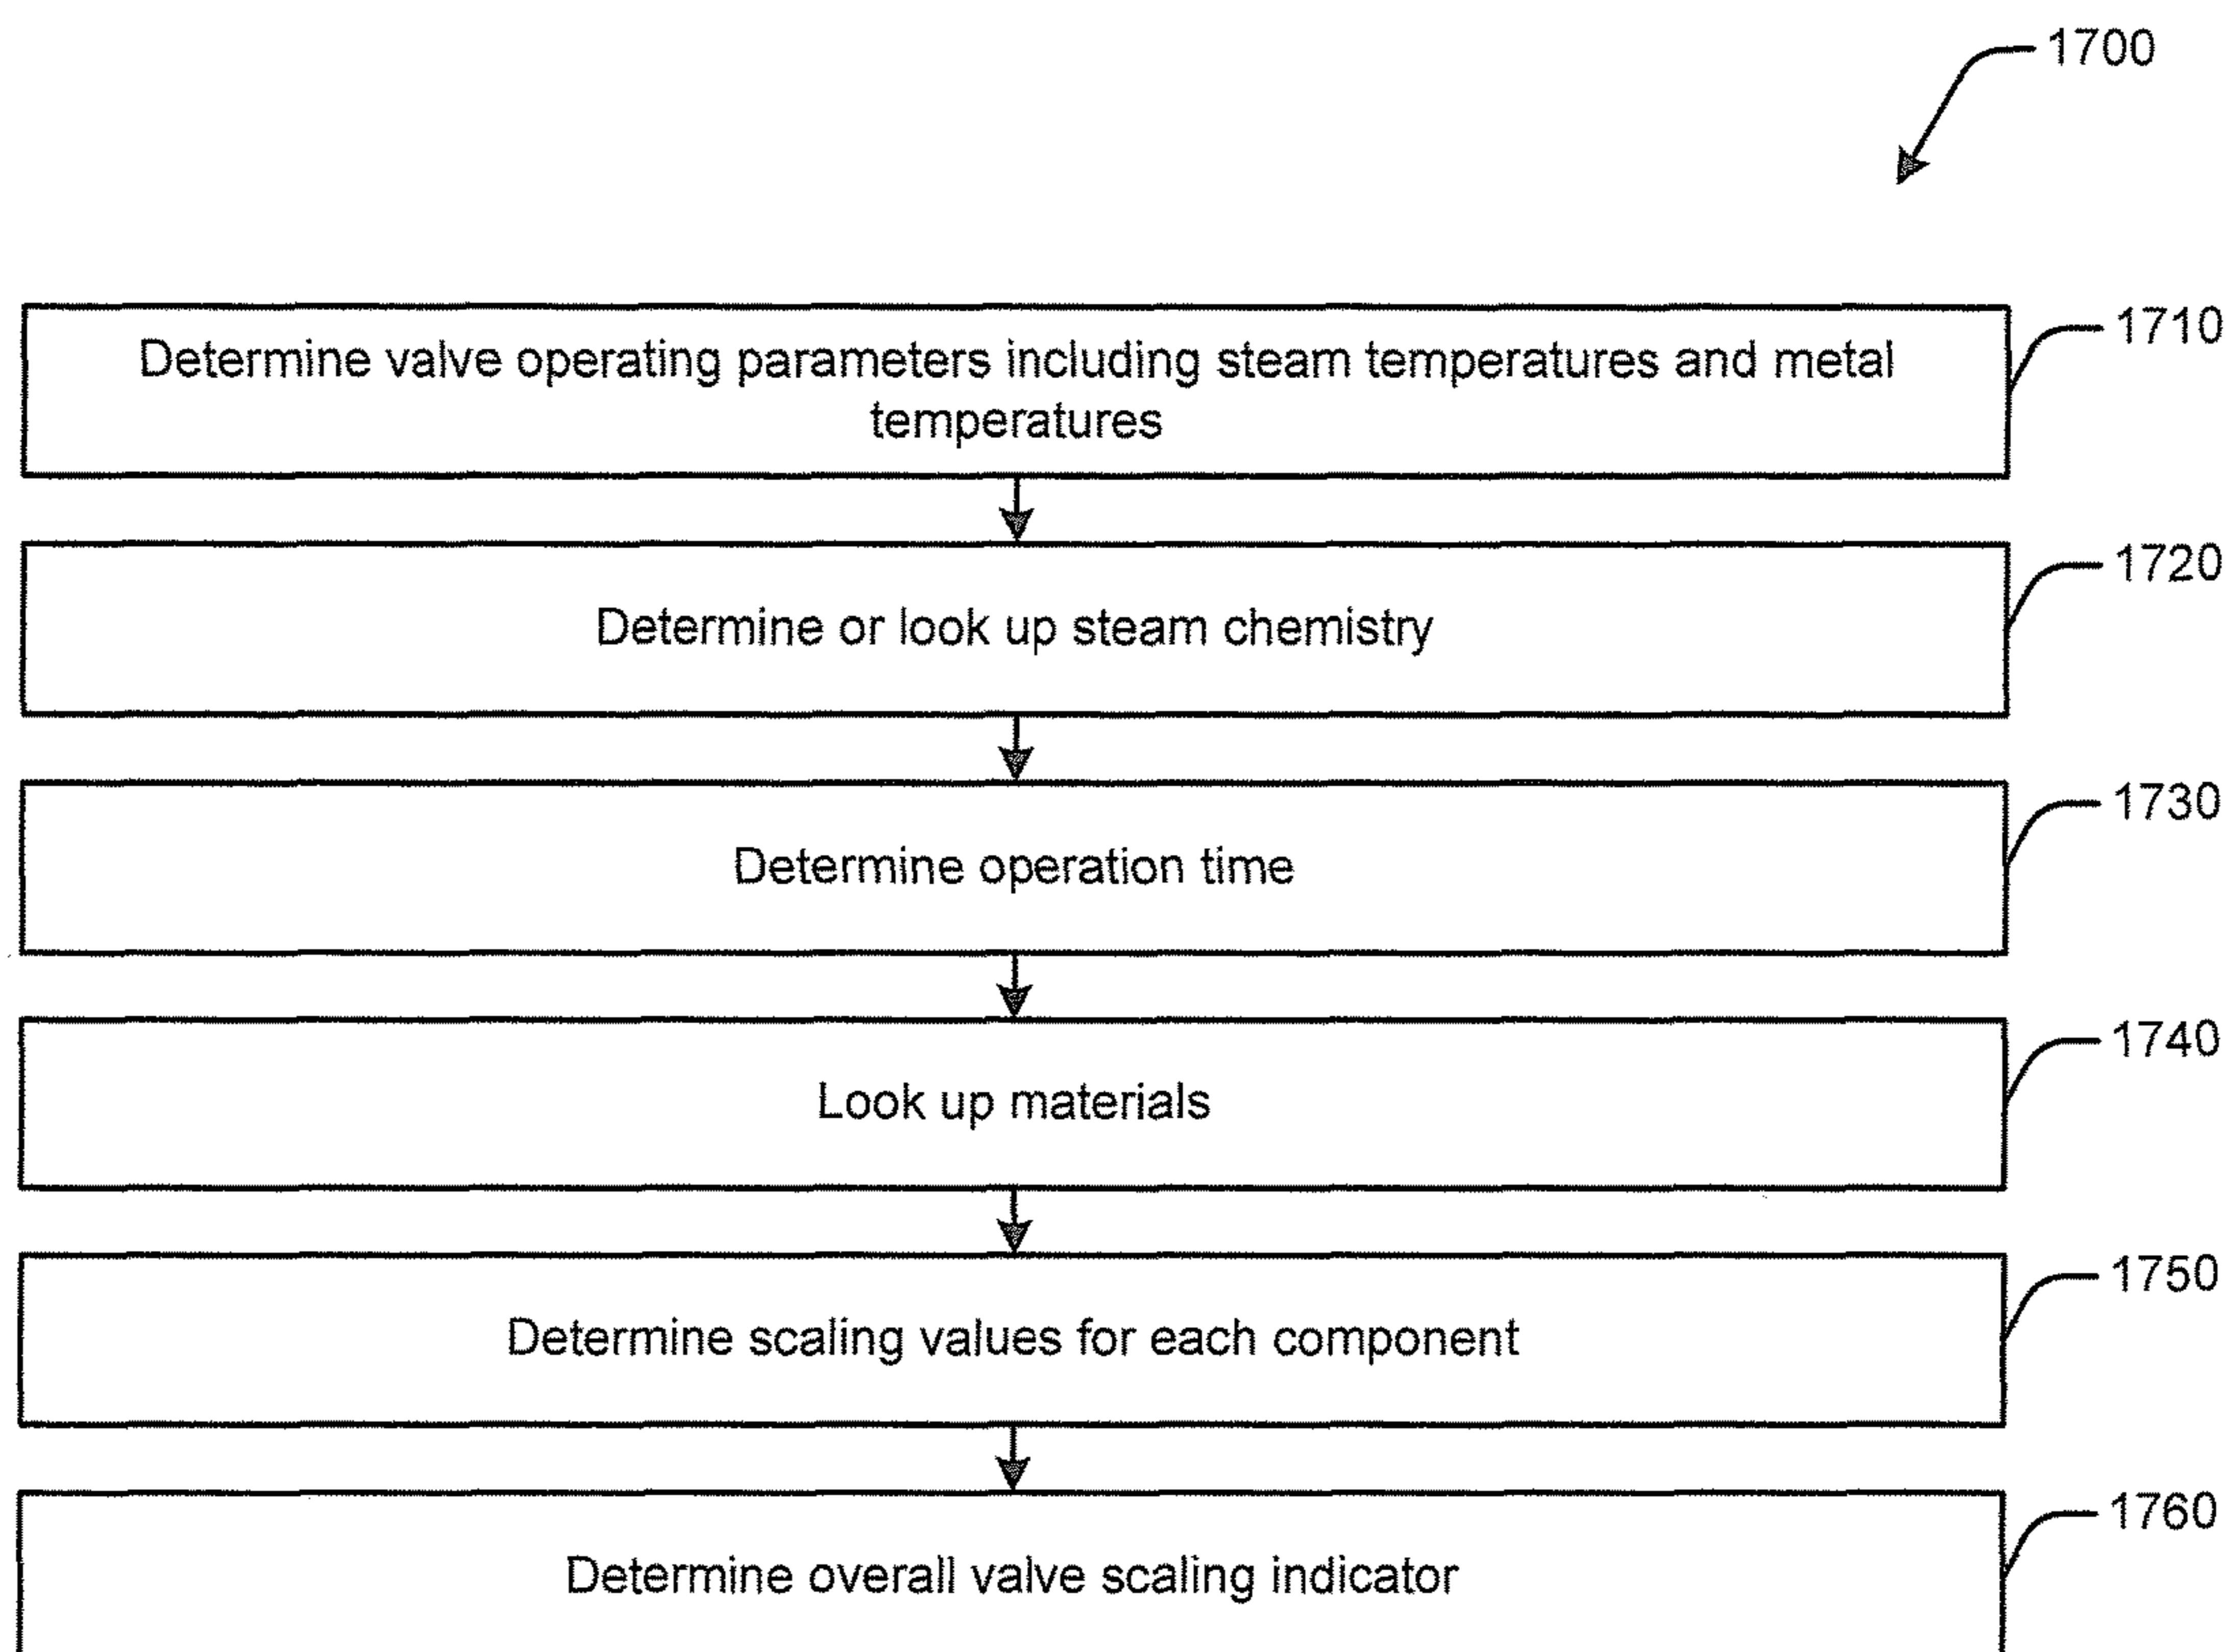 1700
Determine valve operating parameters including steam temperatures and metal
temperatures
1710
Determine or look up steam chemistry
1720
Determine operation time
1730
Look up materials
1740
Determine scaling values for each component
1750
Determine overall valve scaling indicator
1760